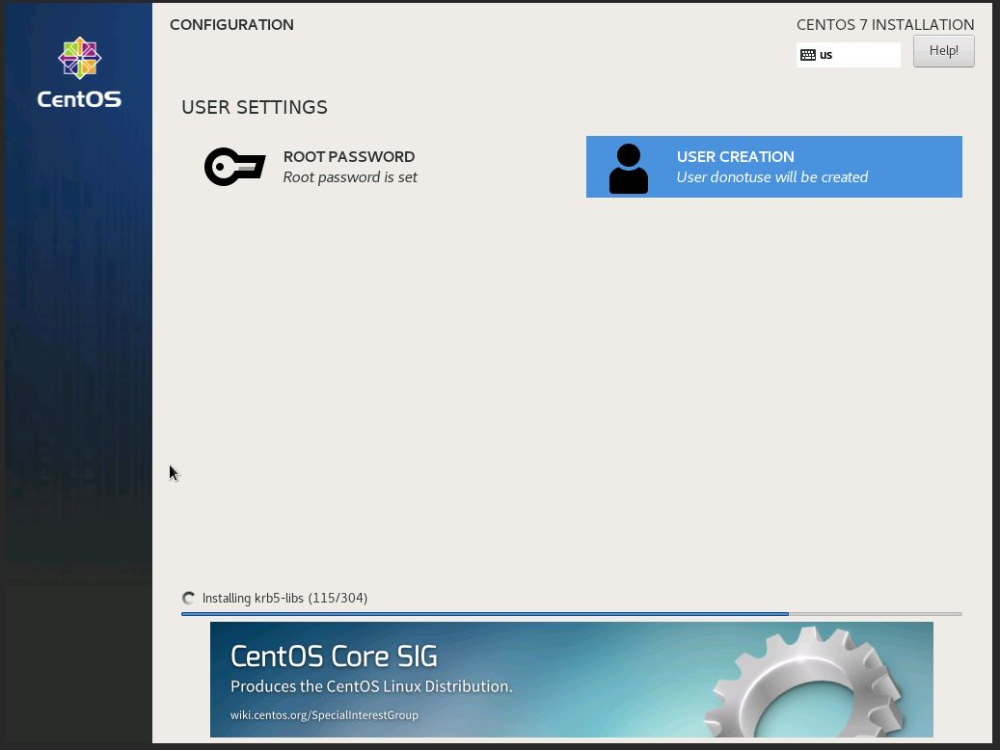 CentOS
CONFIGURATION
CENTOS 7 INSTALLATION
us
Help!
USER SETTINGS
ROOT PASSWORD
Root password is set
USER CREATION
User donotuse will be created
Installing krb5-libs (115/304)
CentOS Core SIG
Produces the CentOS Linux Distribution.
wiki.centos.org/SpecialInterestGroup